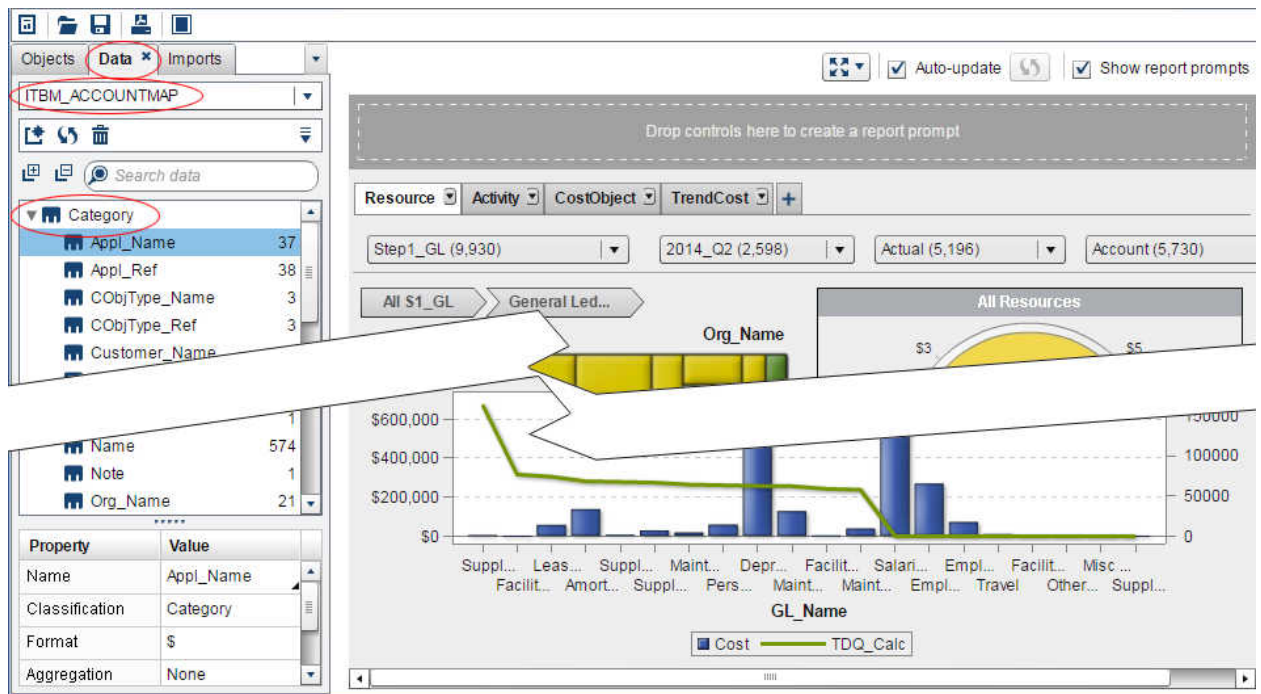 Objects Data × Imports
ITBM_ACCOUNTMAP
Search data
Category
Appl_Name 37
Appl_Ref 38
CObjType_Name 3
CObjType_Ref 3
Customer_Name
1
Name 574
Note 1
Org_Name 21
Property Value
Name Appl_Name
Classification Category
Format $
Aggregation None
Auto-update Show report prompts
Drop controls here to create a report prompt
Resource Activity CostObject TrendCost +
Step1_GL (9,930) 2014_Q2 (2,598) Actual (5,196) Account (5,730)
All S1_GL General Led...
All Resources
Org_Name
$3 $5
$600,000 150000
$400,000 100000
$200,000 50000
$0 0
Suppl... Leas... Suppl... Maint... Depr... Facilit... Salari... Empl... Facilit... Misc ...
Facilit... Amort... Suppl... Pers... Maint... Maint... Empl... Travel Other... Suppl...
GL_Name
Cost TDQ_Calc